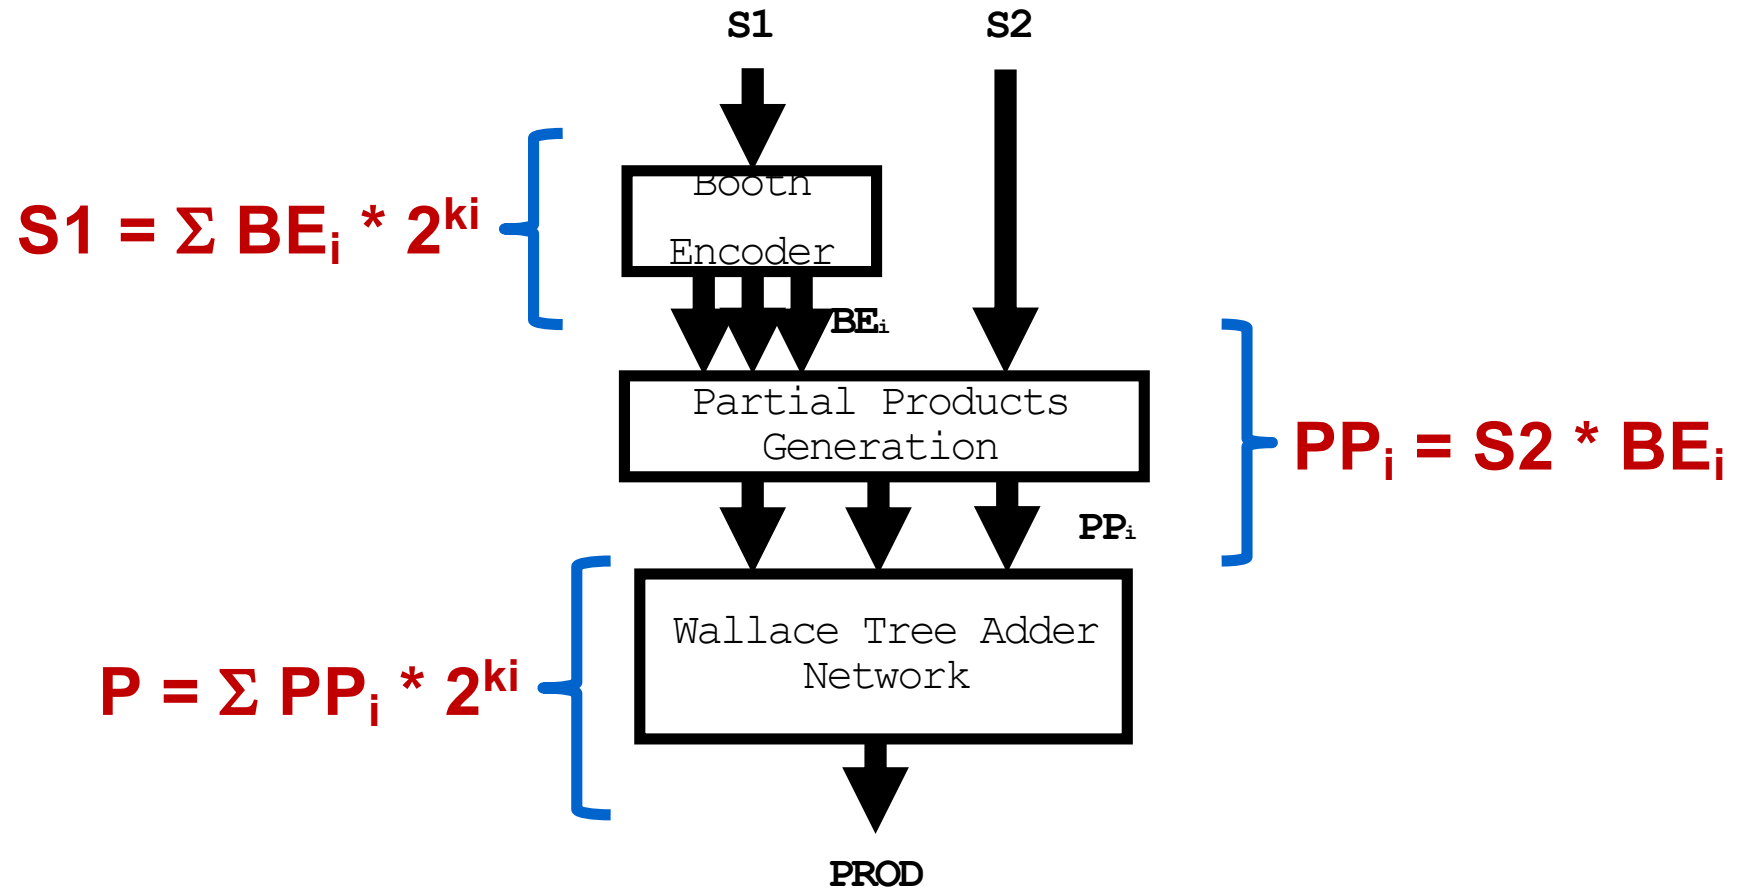 S1 S2
Booth
Encoder
S1 = Σ BEᵢ * 2ᵏⁱ
BEᵢ
Partial Products
Generation
PPᵢ = S2 * BEᵢ
PPᵢ
Wallace Tree Adder
Network
P = Σ PPᵢ * 2ᵏⁱ
PROD